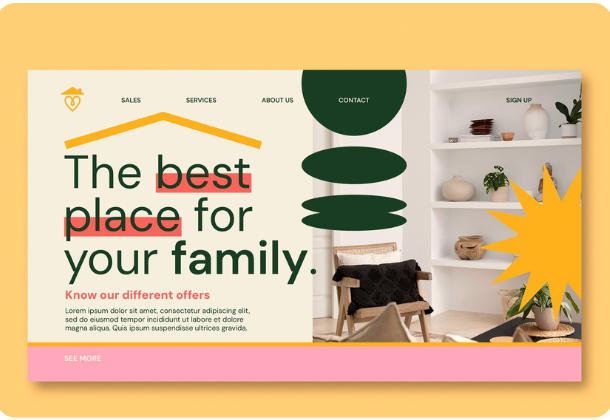 SALES SERVICES ABOUT US CONTACT SIGN UP
The best
place for
your family.
Know our different offers
Lorem ipsum dolor sit amet, consectetur adipiscing elit,
sed do eiusmod tempor incididunt ut labore et dolore
magna aliqua. Quis ipsum suspendisse ultrices gravida.
SEE MORE